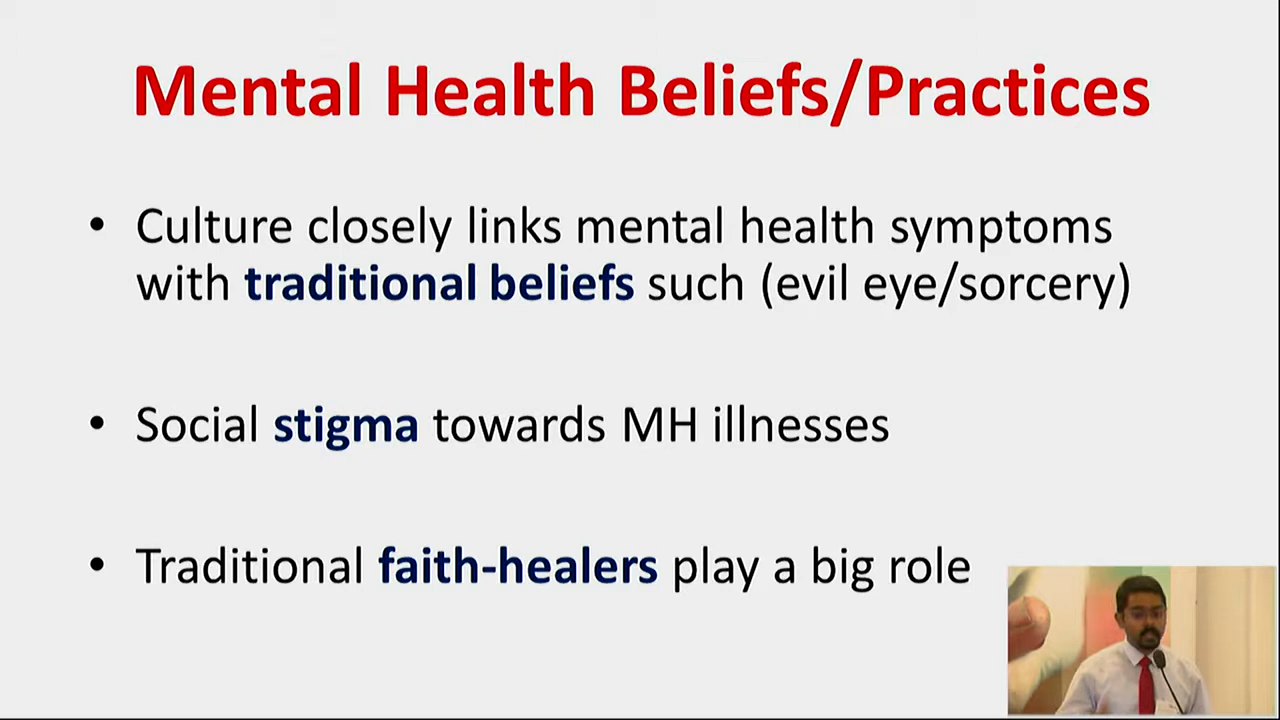 Mental Health Beliefs/Practices
• Culture closely links mental health symptoms
with traditional beliefs such (evil eye/sorcery)
• Social stigma towards MH illnesses
• Traditional faith-healers play a big role